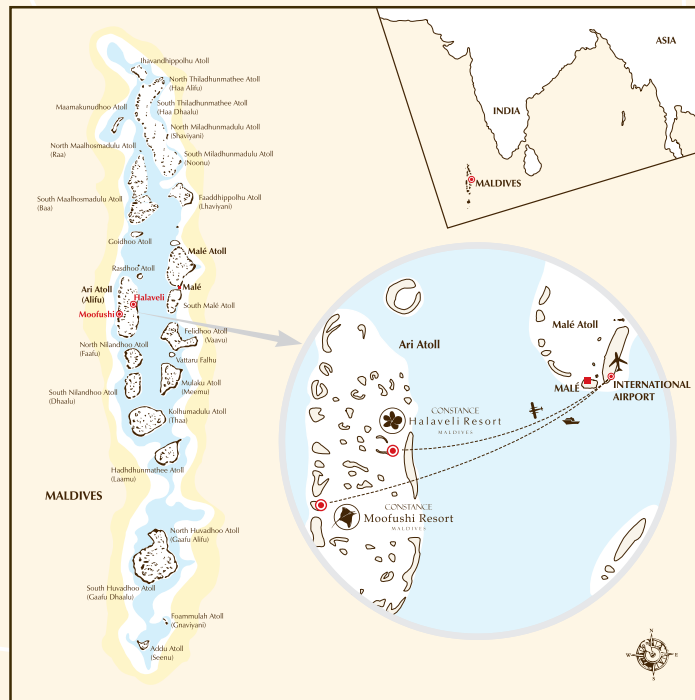 Ihavandhippolhu Atoll
North Thiladhunmathee Atoll
(Haa Alifu)
South Thiladhunmathee Atoll
(Haa Dhaalu)
Maamakunudhoo Atoll
North Miladhunmadulu Atoll
(Shaviyani)
North Maalhosmadulu Atoll
(Raa)
South Miladhunmadulu Atoll
(Noonu)
South Maalhosmadulu Atoll
(Baa)
Faaddhippolhu Atoll
(Lhaviyani)
Goidhoo Atoll
Malé Atoll
Rasdhoo Atoll
Ari Atoll
(Alifu)
Malé
Halaveli
South Malé Atoll
Moofushi
Felidhoo Atoll
(Vaavu)
North Nilandhoo Atoll
(Faafu)
Vattaru Falhu
South Nilandhoo Atoll
(Dhaalu)
Mulaku Atoll
(Meemu)
Kolhumadulu Atoll
(Thaa)
Hadhdhunmathee Atoll
(Laamu)
MALDIVES
North Huvadhoo Atoll
(Gaafu Alifu)
South Huvadhoo Atoll
(Gaafu Dhaalu)
Foammulah Atoll
(Gnaviyani)
Addu Atoll
(Seenu)
ASIA
INDIA
MALDIVES
Malé Atoll
Ari Atoll
MALÉ
INTERNATIONAL
AIRPORT
CONSTANCE
Halaveli Resort
MALDIVES
CONSTANCE
Moofushi Resort
MALDIVES
N
W
E
S